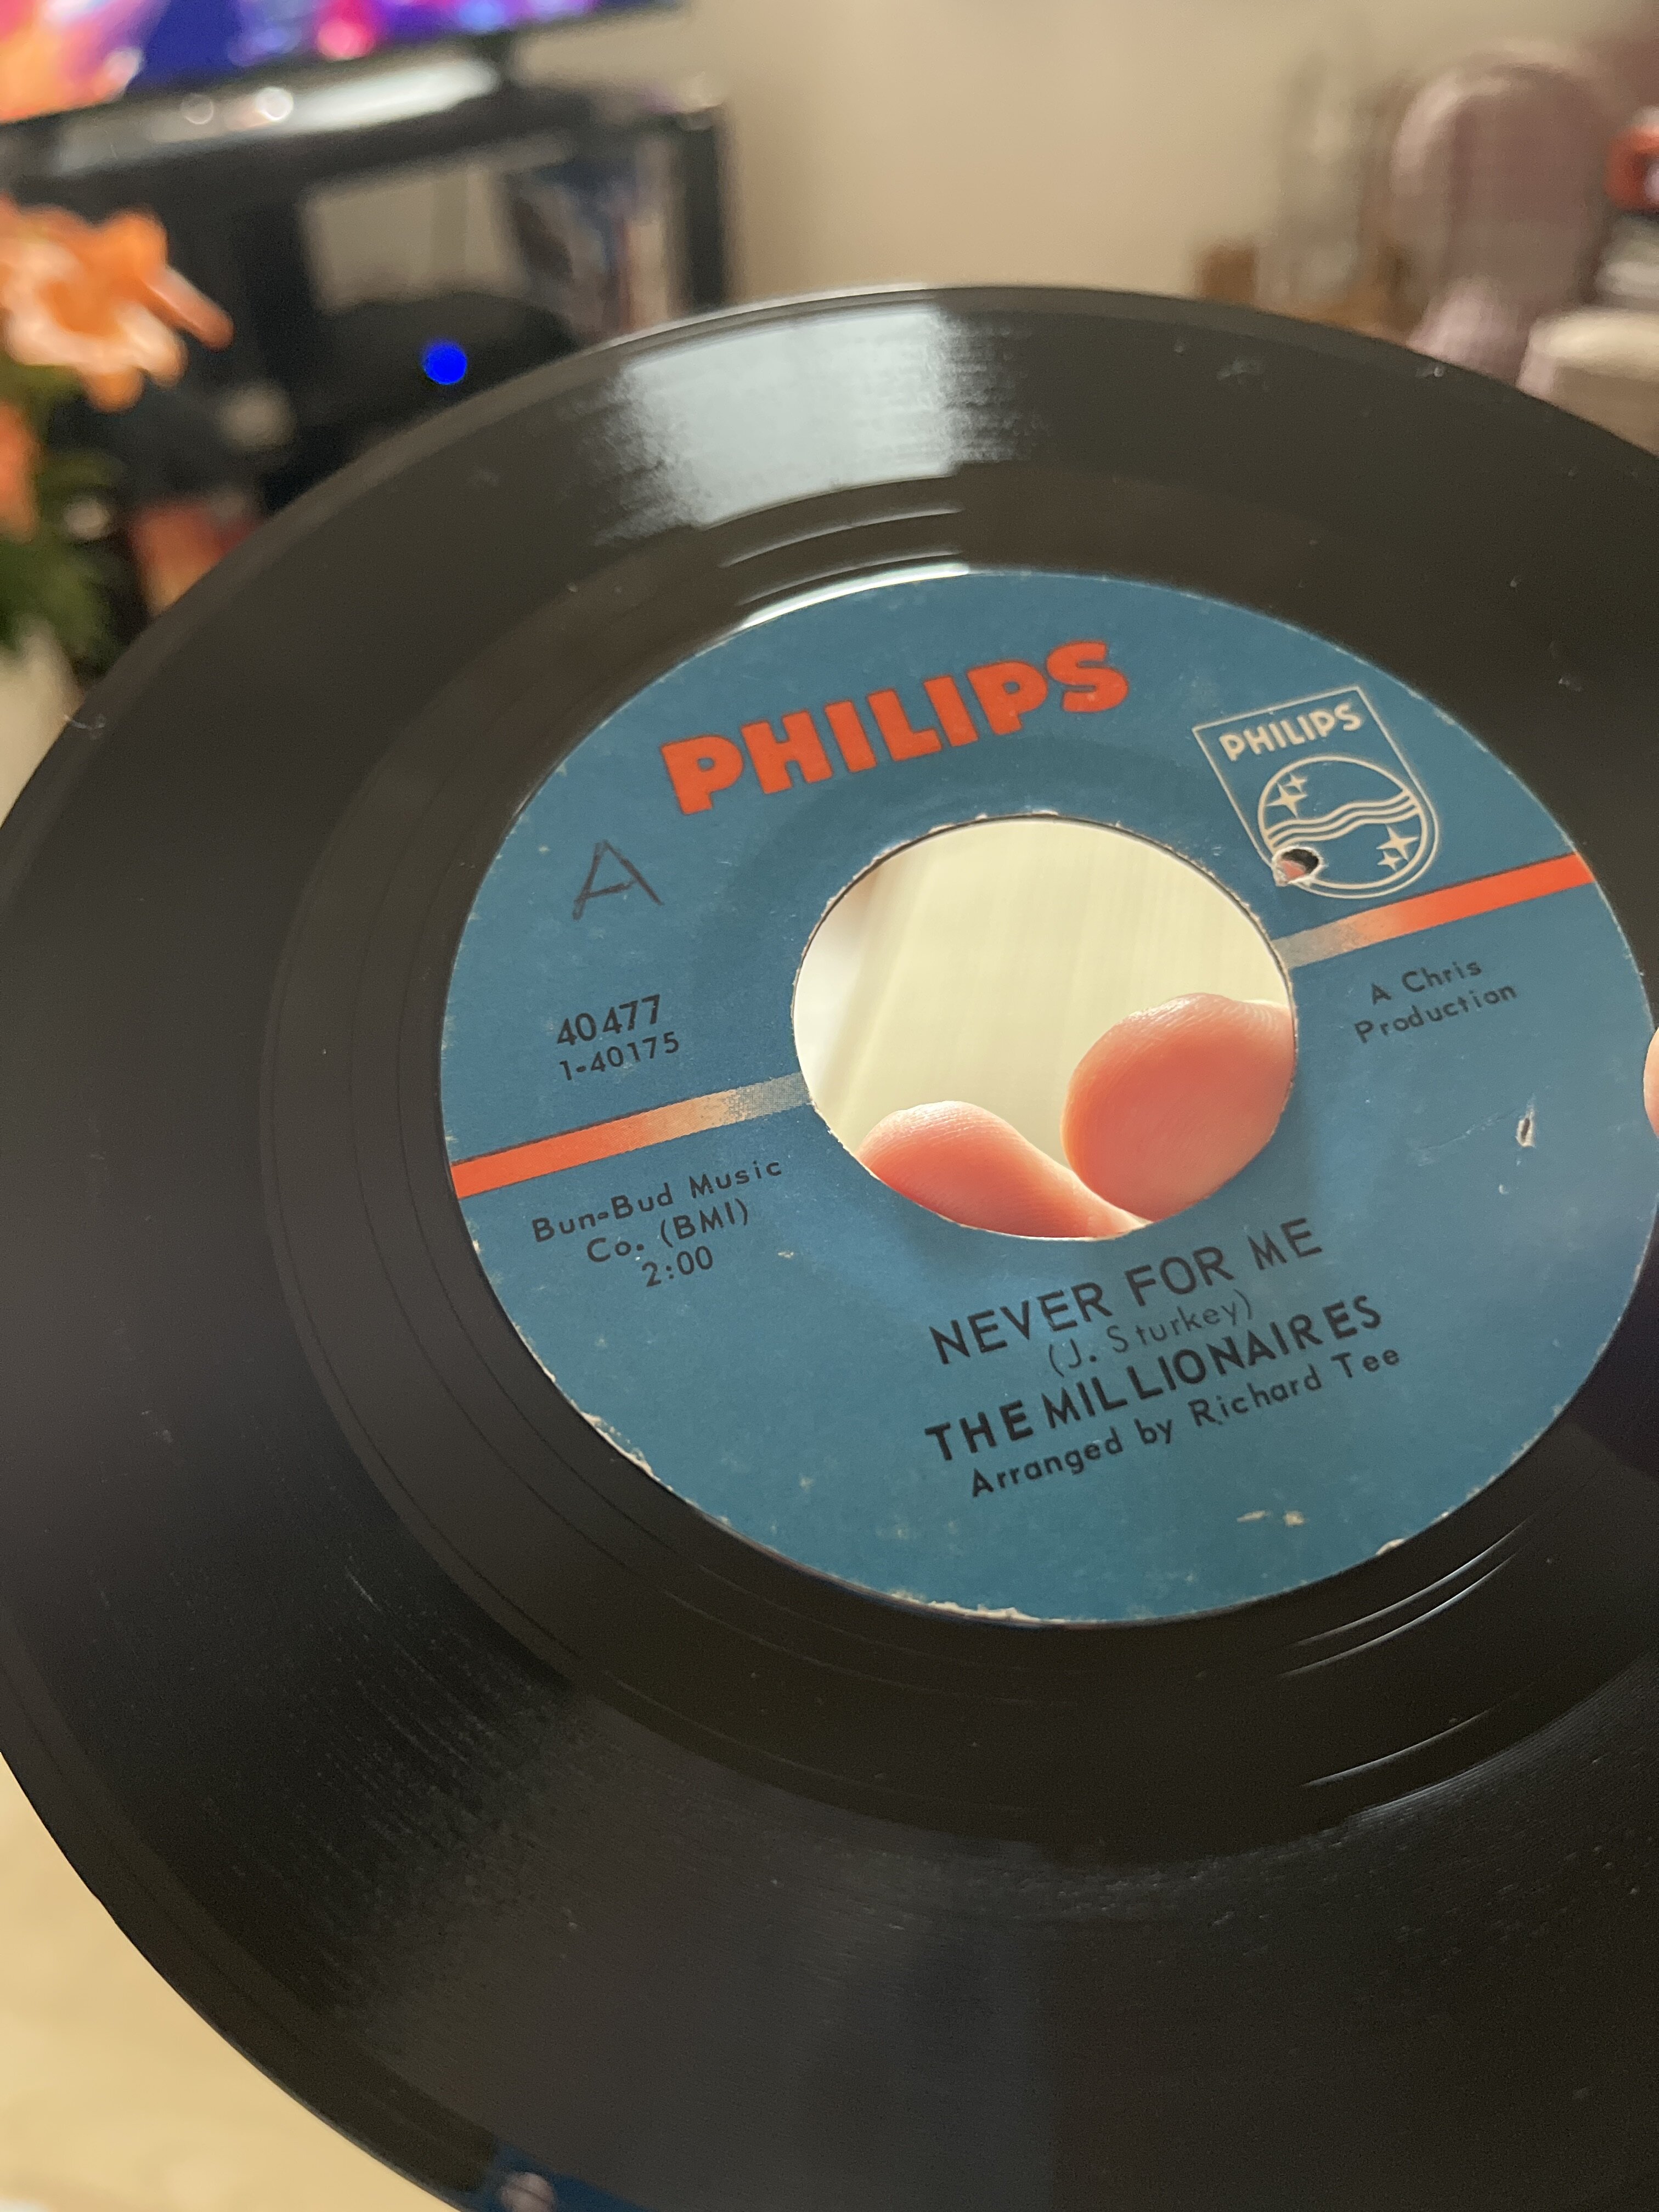 PHILIPS
PHILIPS
A
40477
1-40175
A Chris
Production
Bun-Bud Music
Co. (BMI)
2:00
NEVER FOR ME
(J. Sturkey)
THE MILLIONAIRES
Arranged by Richard Tee